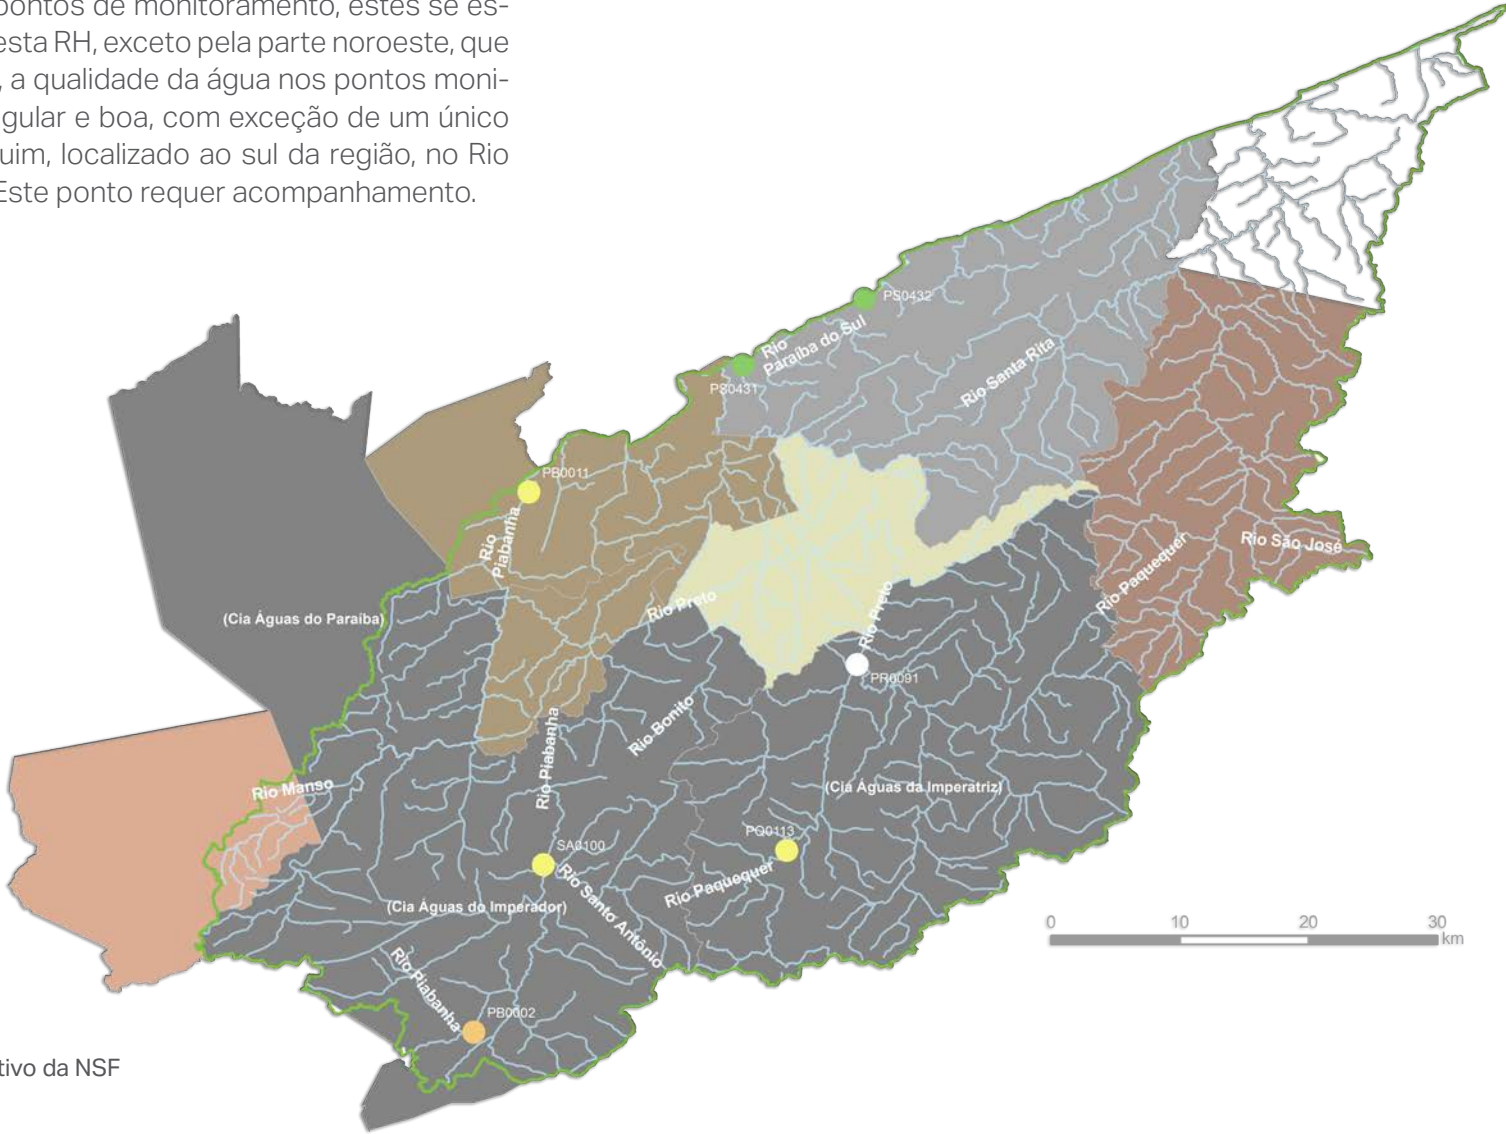 pontos de monitoramento, estes se es-
esta RH, exceto pela parte noroeste, que
, a qualidade da água nos pontos moni-
gular e boa, com exceção de um único
uim, localizado ao sul da região, no Rio
Este ponto requer acompanhamento.
PS0432
Rio
Paraíba do Sul
PS0431
Rio Santa Rita
PB0011
Rio
Piabanha
Rio São José
Rio Paquequer
Rio Preto
Rio Preto
(Cia Águas do Paraíba)
PR0091
Rio Bonito
Rio Piabanha
Rio Manso
(Cia Águas da Imperatriz)
PQ0113
SA0100
Rio Paquequer
Rio Santo Antônio
(Cia Águas do Imperador)
0 10 20 30
km
Rio Piabanha
PB0002
tivo da NSF